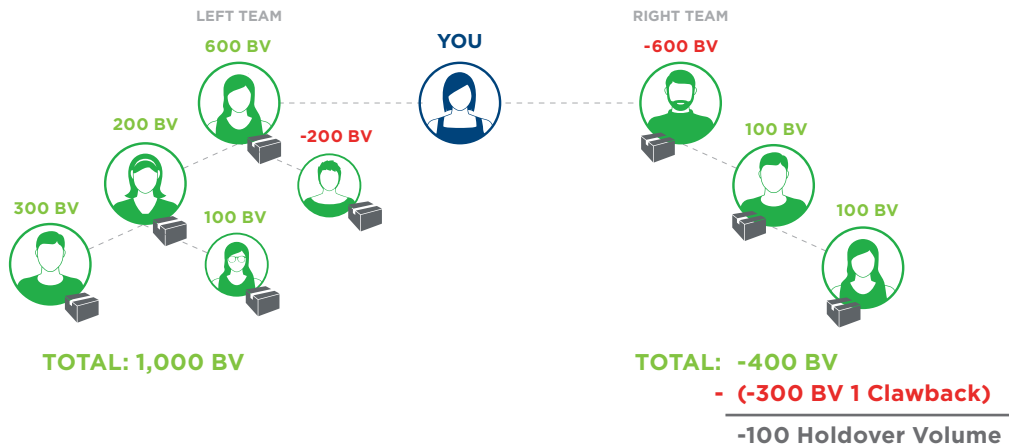 LEFT TEAM
600 BV
YOU
RIGHT TEAM
-600 BV
200 BV
-200 BV
100 BV
300 BV
100 BV
100 BV
TOTAL: 1,000 BV
TOTAL: -400 BV
- (-300 BV 1 Clawback)
-100 Holdover Volume